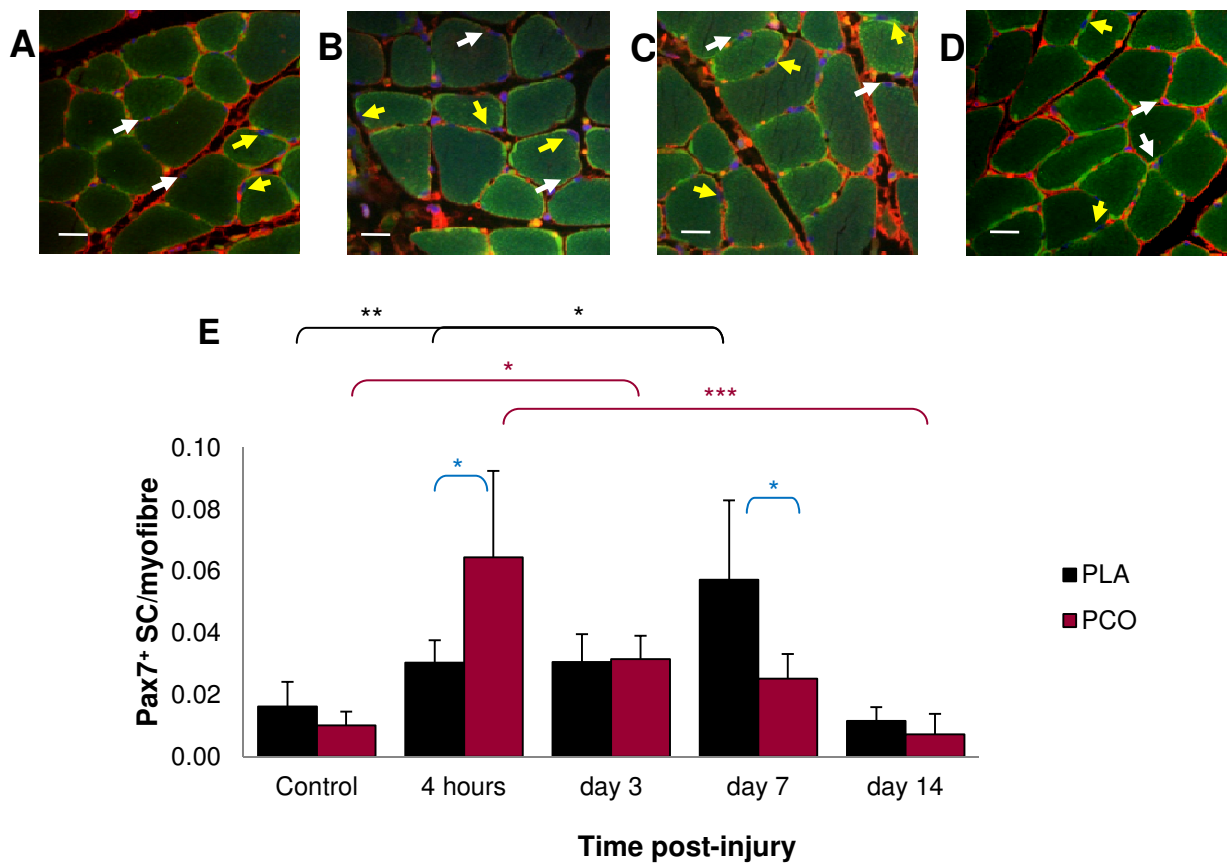 A
B
C
D
E
**
*
*
***
*
*
Pax7⁺ SC/myofibre
0.10
0.08
0.06
0.04
0.02
0.00
Control 4 hours day 3 day 7 day 14
Time post-injury
PLA
PCO